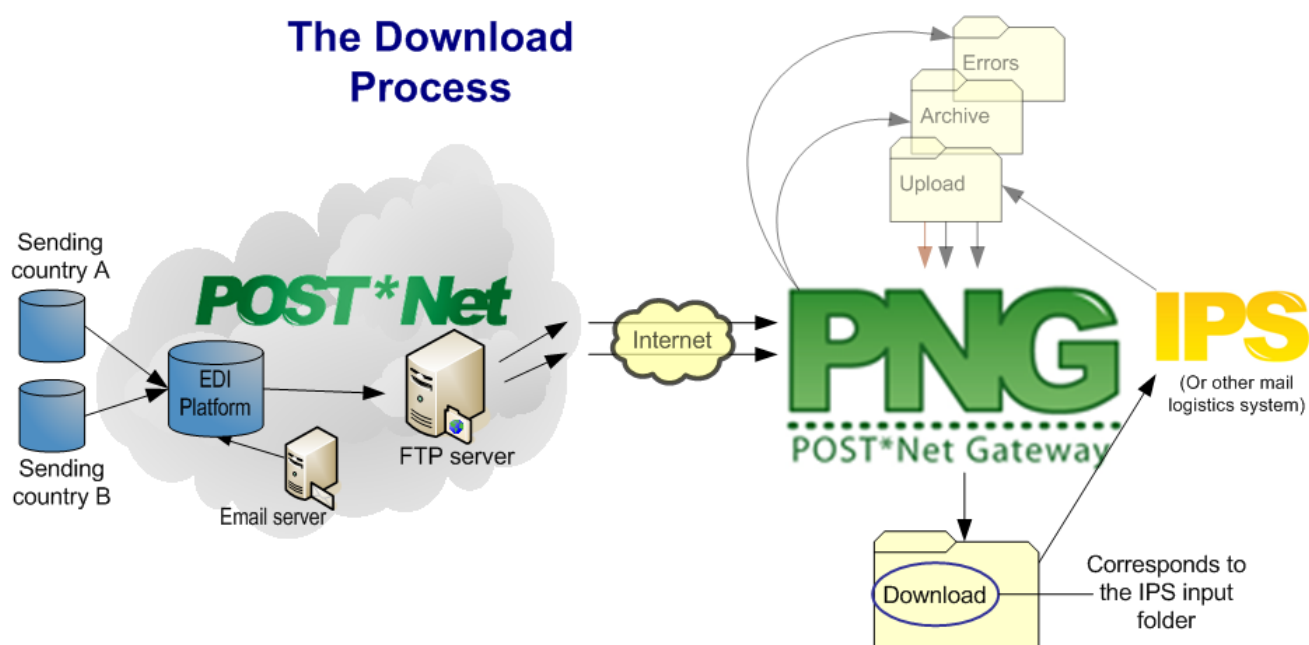 The Download
Process
Errors
Archive
Upload
Sending
country A
POST*Net
EDI
Platform
FTP server
Email server
Sending
country B
Internet
PNG
POST*Net Gateway
IPS
(Or other mail
logistics system)
Download
Corresponds to
the IPS input
folder